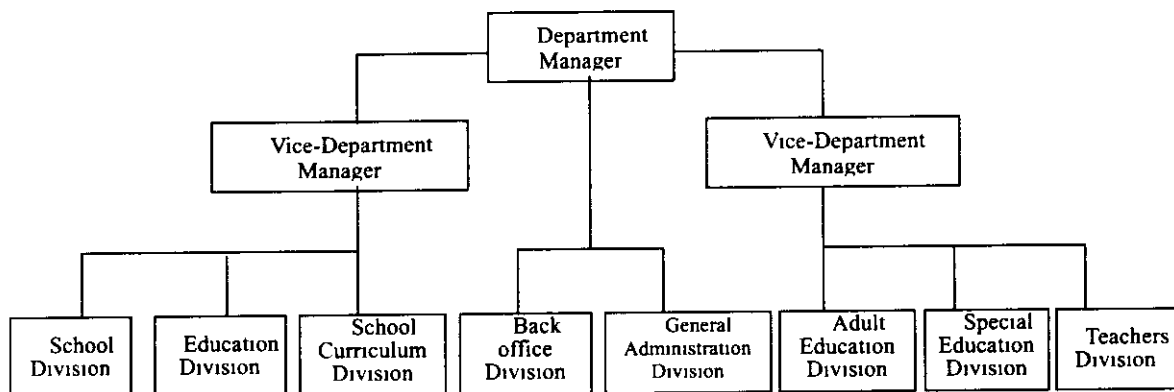 Department
Manager
Vice-Department
Manager
Vice-Department
Manager
School
Division
Education
Division
School
Curriculum
Division
Back
office
Division
General
Administration
Division
Adult
Education
Division
Special
Education
Division
Teachers
Division